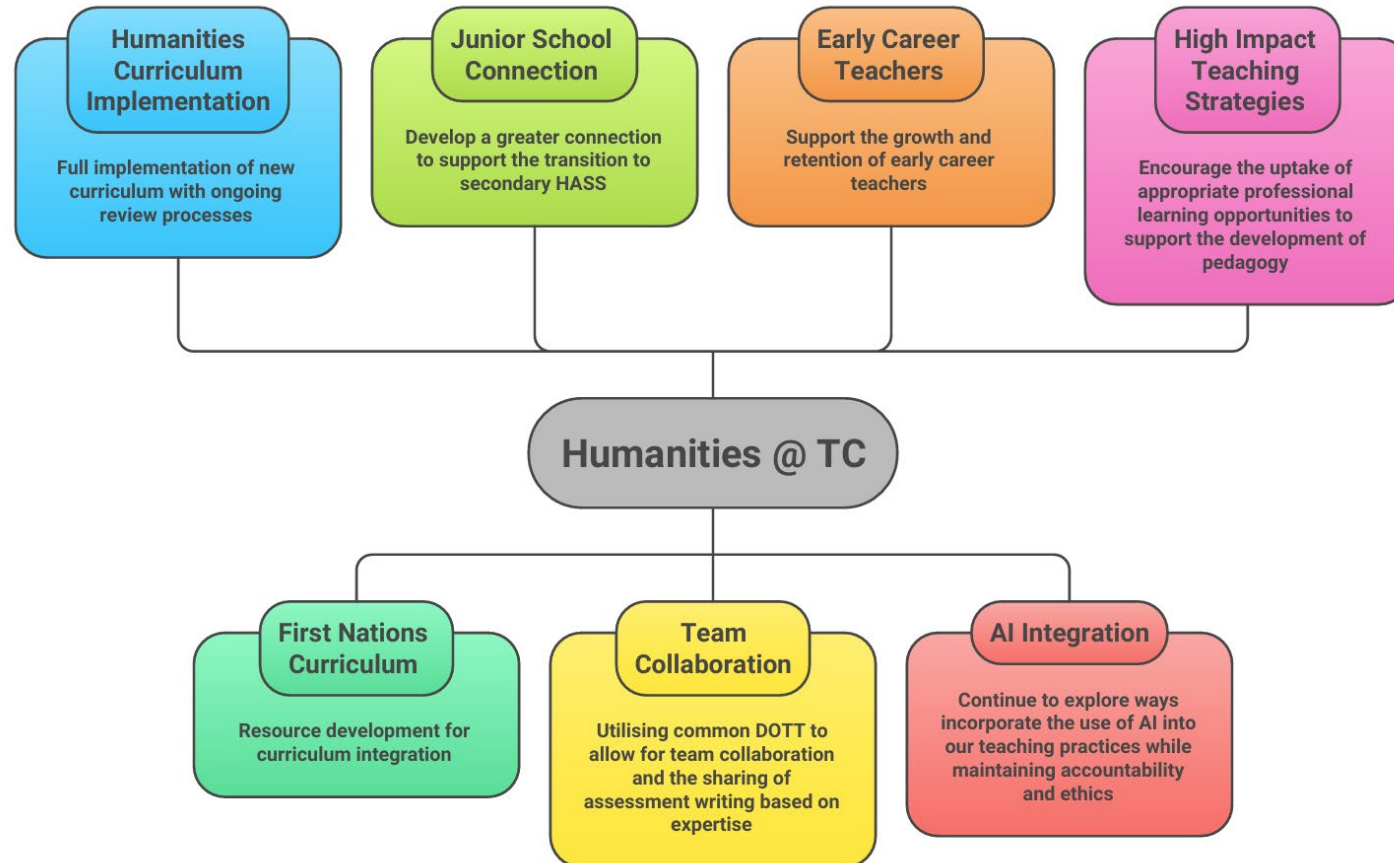 Humanities
Curriculum
Implementation
Full implementation of new
curriculum with ongoing
review processes
Junior School
Connection
Develop a greater connection
to support the transition to
secondary HASS
Early Career
Teachers
Support the growth and
retention of early career
teachers
High Impact
Teaching
Strategies
Encourage the uptake of
appropriate professional
learning opportunities to
support the development of
pedagogy
Humanities @ TC
First Nations
Curriculum
Resource development for
curriculum integration
Team
Collaboration
Utilising common DOTT to
allow for team collaboration
and the sharing of
assessment writing based on
expertise
AI Integration
Continue to explore ways
incorporate the use of AI into
our teaching practices while
maintaining accountability
and ethics